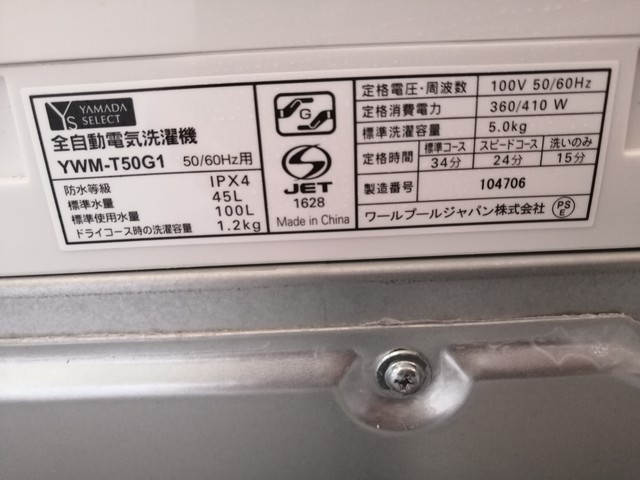 YS YAMADA SELECT
全自動電気洗濯機
YWM-T50G1 50/60Hz用
防水等級 IPX4
標準水量 45L
標準使用水量 100L
ドライコース時の洗濯容量 1.2kg
G
S
JET
1628
Made in China
定格電圧・周波数 100V 50/60Hz
定格消費電力 360/410 W
標準洗濯容量 5.0kg
定格時間 標準コース スピードコース 洗いのみ
34分 24分 15分
製造番号 104706
ワールプールジャパン株式会社 PSE